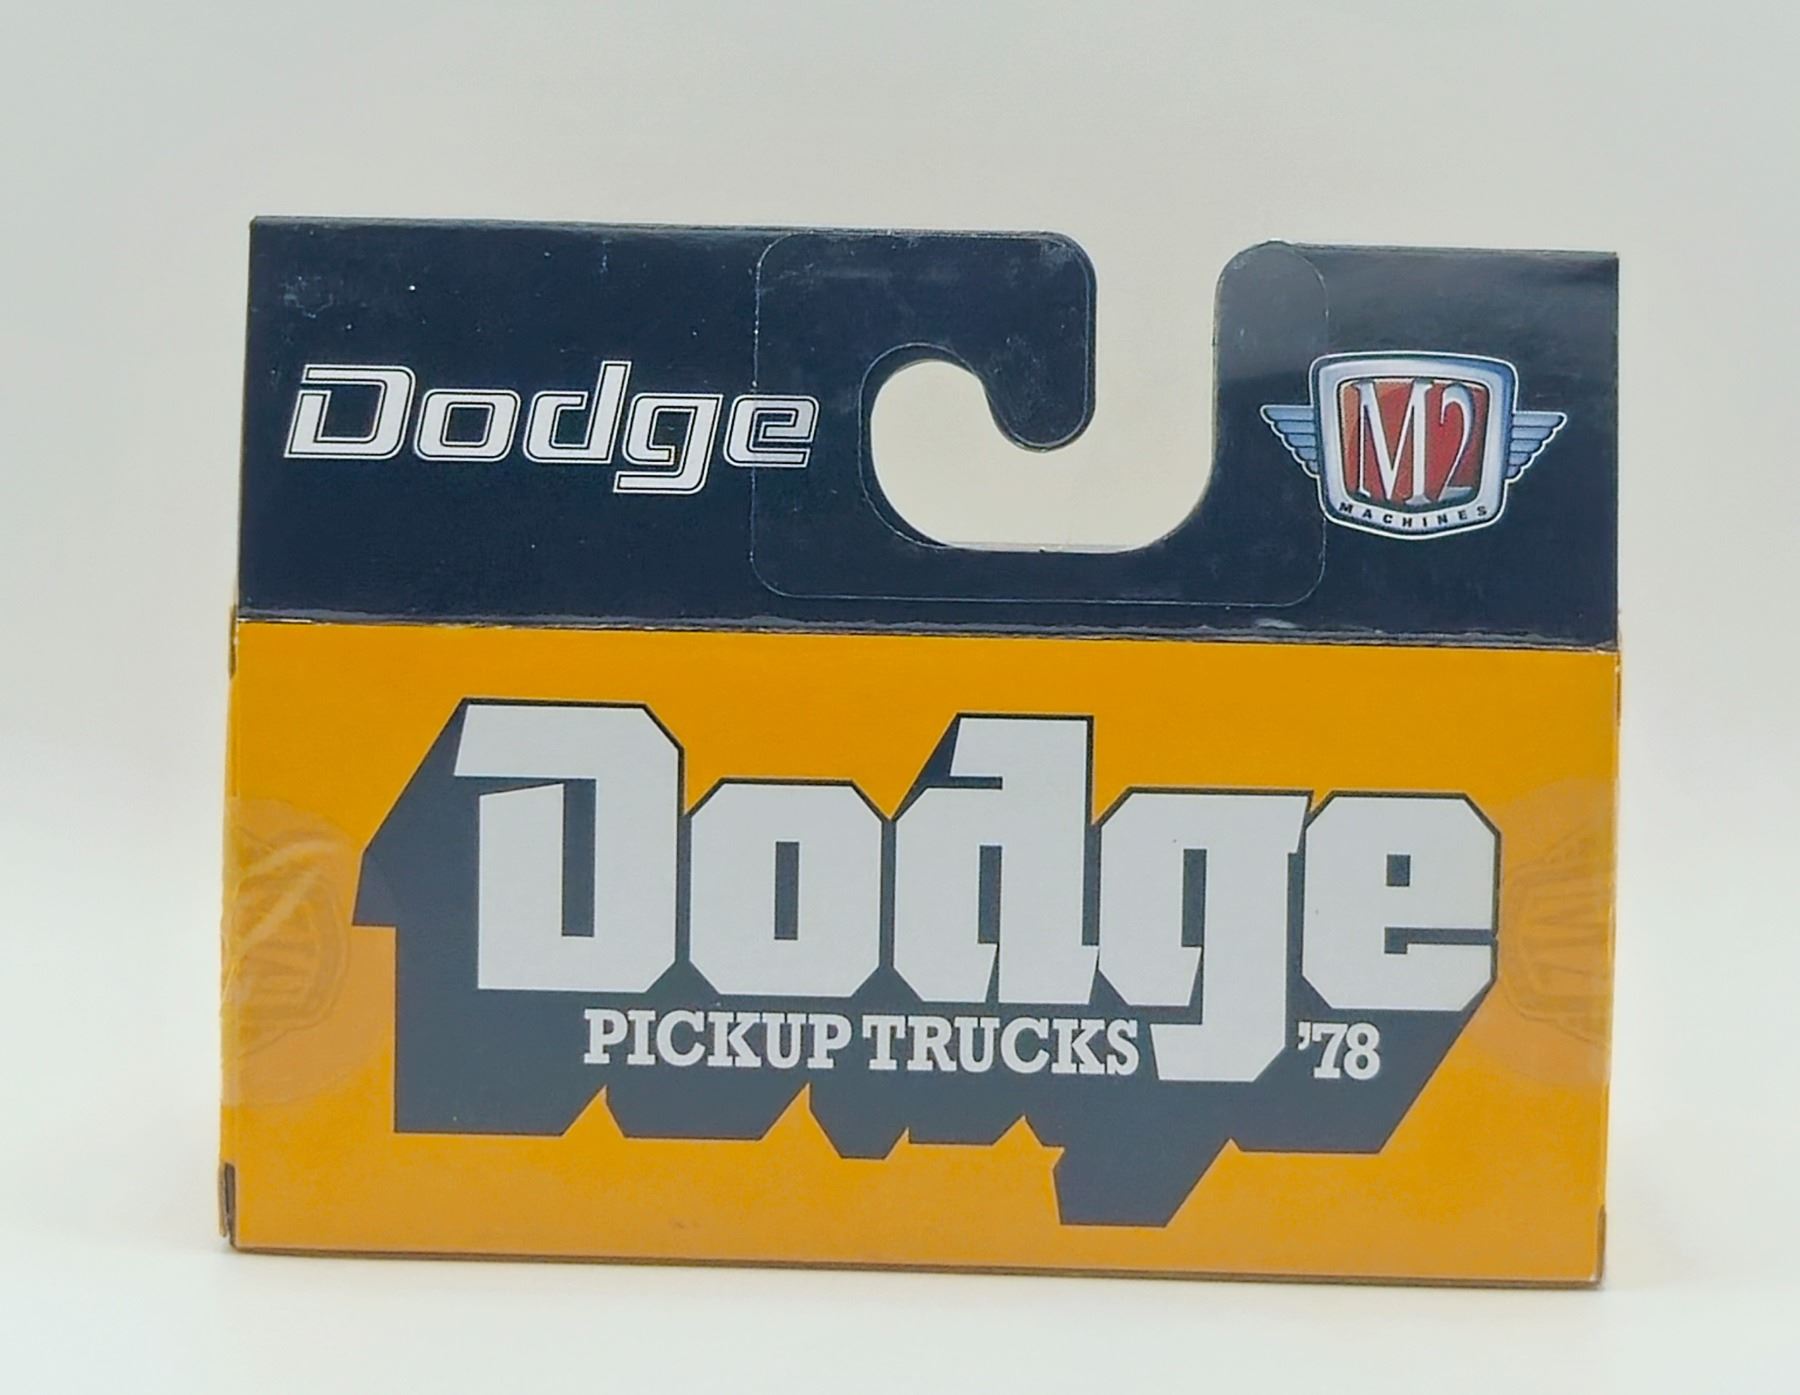 Dodge
M2
MACHINES
Dodge
PICKUP TRUCKS '78